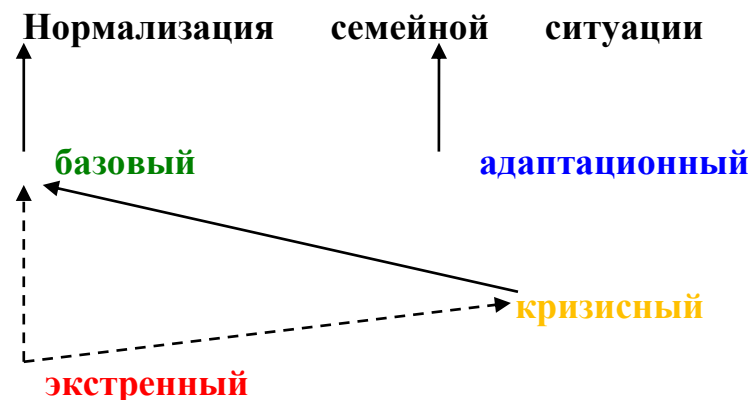 Нормализация семейной ситуации
базовый адаптационный
кризисный
экстренный